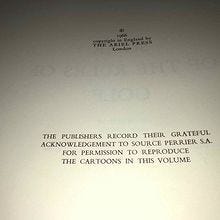 ©
1966
copyright in England by
THE ARIEL PRESS
London
THE PUBLISHERS RECORD THEIR GRATEFUL
ACKNOWLEDGEMENT TO SOURCE PERRIER S.A.
FOR PERMISSION TO REPRODUCE
THE CARTOONS IN THIS VOLUME